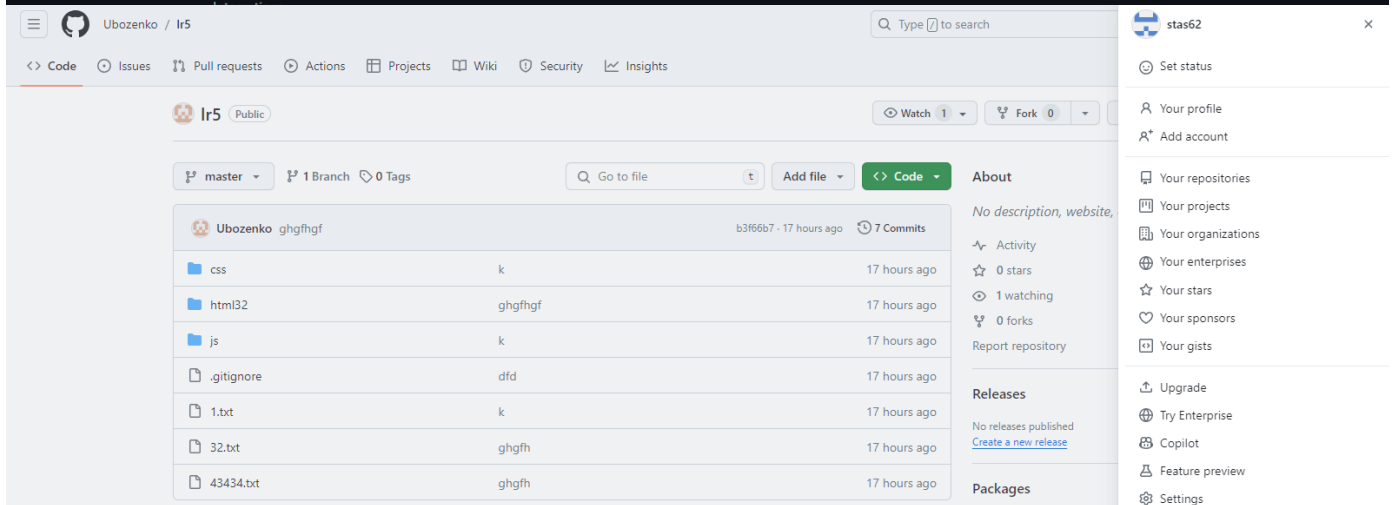 Ubozenko / lr5
Type / to search
stas62
Code Issues Pull requests Actions Projects Wiki Security Insights
Set status
lr5 Public
Watch 1 Fork 0
Your profile
Add account
master 1 Branch 0 Tags
Go to file t
Add file Code
About
Your repositories
No description, website,
Your projects
Ubozenko ghgfhgf b3f66b7 · 17 hours ago 7 Commits
Your organizations
Activity
css k 17 hours ago
0 stars
Your enterprises
1 watching
Your stars
html32 ghgfhgf 17 hours ago
0 forks
Your sponsors
js k 17 hours ago
Report repository
Your gists
.gitignore dfd 17 hours ago
Releases
Upgrade
1.txt k 17 hours ago
No releases published
Try Enterprise
Create a new release
32.txt ghgfh 17 hours ago
Copilot
Feature preview
43434.txt ghgfh 17 hours ago
Packages
Settings